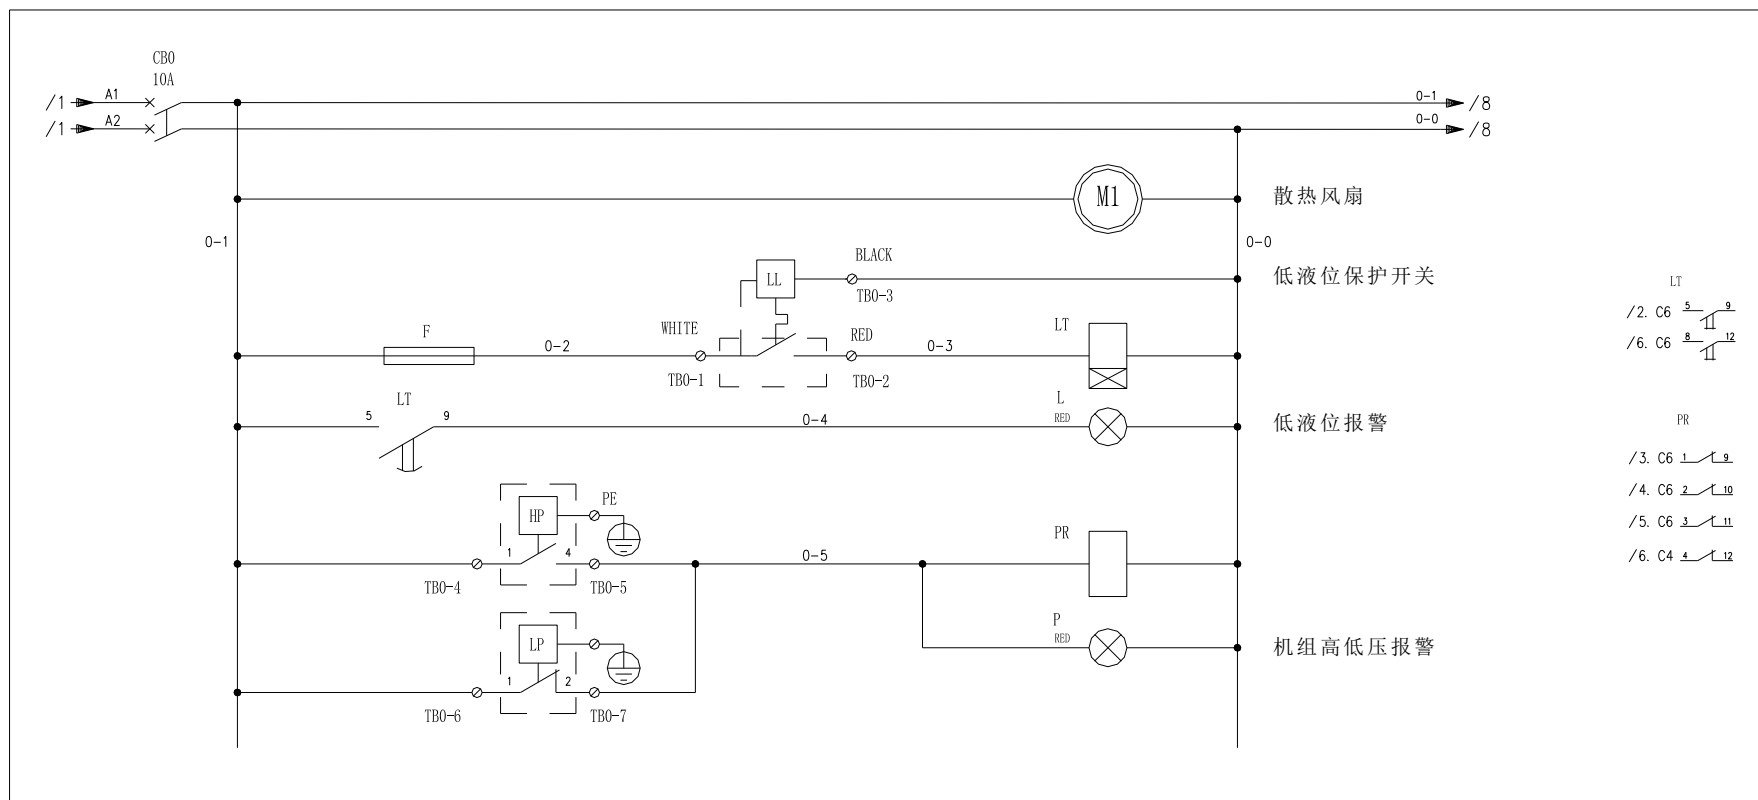 CB0
10A
/1 A1
0-1 /8
/1 A2
0-0 /8
M1 散热风扇
0-1
0-0
BLACK
LL
低液位保护开关
TB0-3
LT
/2. C6 5 9
/6. C6 8 12
F
0-2
WHITE
RED
0-3
LT
TB0-1
TB0-2
LT
5 9
0-4
L
RED
低液位报警
PR
/3. C6 1 9
/4. C6 2 10
/5. C6 3 11
/6. C4 4 12
HP
PE
1 4
TB0-4
TB0-5
0-5
PR
LP
1 2
TB0-6
TB0-7
P
RED
机组高低压报警